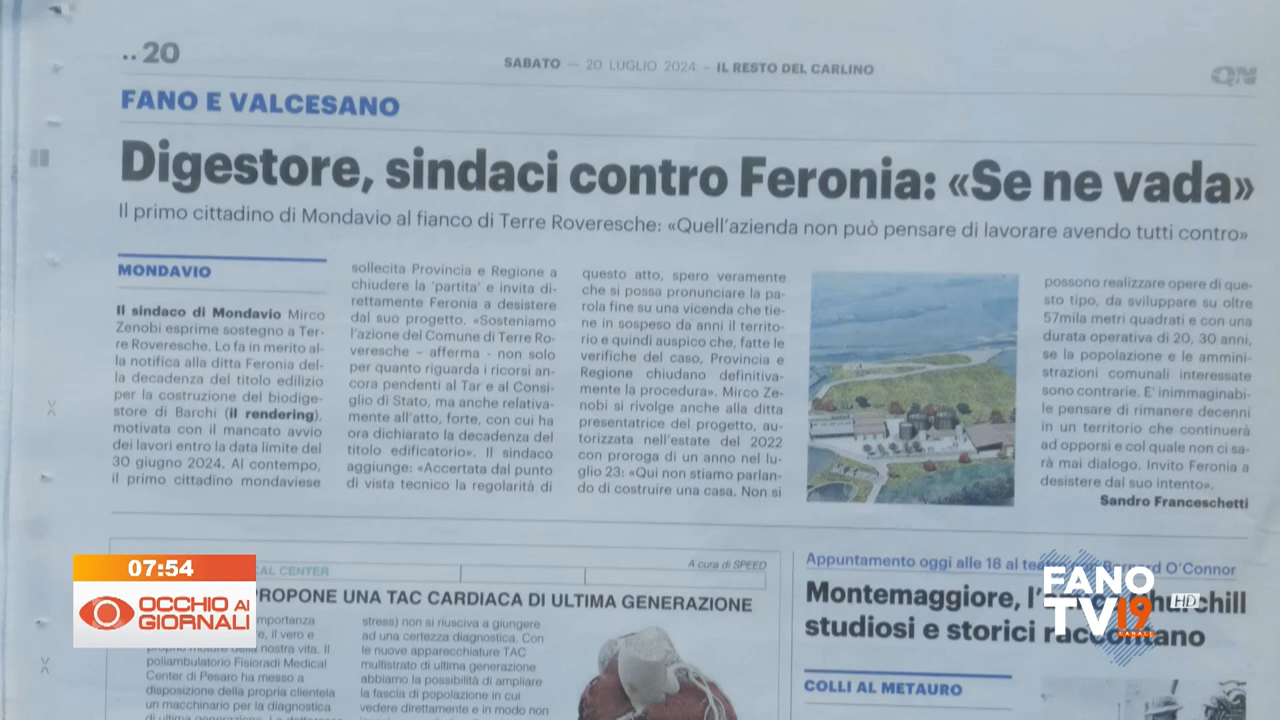 ..20
SABATO — 20 LUGLIO 2024 – IL RESTO DEL CARLINO
QN
FANO E VALCESANO
Digestore, sindaci contro Feronia: «Se ne vada»
Il primo cittadino di Mondavio al fianco di Terre Roveresche: «Quell'azienda non può pensare di lavorare avendo tutti contro»
MONDAVIO
Il sindaco di Mondavio Mirco
Zenobi esprime sostegno a Ter-
re Roveresche. Lo fa in merito al-
la notifica alla ditta Feronia del-
la decadenza del titolo edilizio
per la costruzione del biodige-
store di Barchi (il rendering),
motivata con il mancato avvio
dei lavori entro la data limite del
30 giugno 2024. Al contempo,
il primo cittadino mondaviese
sollecita Provincia e Regione a
chiudere la 'partita' e invita di-
rettamente Feronia a desistere
dal suo progetto. «Sosteniamo
l'azione del Comune di Terre Ro-
veresche – afferma - non solo
per quanto riguarda i ricorsi an-
cora pendenti al Tar e al Consi-
glio di Stato, ma anche relativa-
mente all'atto, forte, con cui ha
ora dichiarato la decadenza del
titolo edificatorio». Il sindaco
aggiunge: «Accertata dal punto
di vista tecnico la regolarità di
questo atto, spero veramente
che si possa pronunciare la pa-
rola fine su una vicenda che tie-
ne in sospeso da anni il territo-
rio e quindi auspico che, fatte le
verifiche del caso, Provincia e
Regione chiudano definitiva-
mente la procedura». Mirco Ze-
nobi si rivolge anche alla ditta
presentatrice del progetto, au-
torizzata nell'estate del 2022
con proroga di un anno nel lu-
glio 23: «Qui non stiamo parlan-
do di costruire una casa. Non si
possono realizzare opere di que-
sto tipo, da sviluppare su oltre
57mila metri quadrati e con una
durata operativa di 20, 30 anni,
se la popolazione e le ammini-
strazioni comunali interessate
sono contrarie. E' inimmaginabi-
le pensare di rimanere decenni
in un territorio che continuerà
ad opporsi e col quale non ci sa-
rà mai dialogo. Invito Feronia a
desistere dal suo intento».
Sandro Franceschetti
CAL CENTER
A cura di SPEED
PROPONE UNA TAC CARDIACA DI ULTIMA GENERAZIONE
mportanza
e, il vero e
proprio motore della nostra vita. Il
poliambulatorio Fisioradi Medical
Center di Pesaro ha messo a
disposizione della propria clientela
un macchinario per la diagnostica
di ultima generazione.
stress) non si riusciva a giungere
ad una certezza diagnostica. Con
le nuove apparecchiature TAC
multistrato di ultima generazione
abbiamo la possibilità di ampliare
la fascia di popolazione in cui
vedere direttamente e in modo non
Appuntamento oggi alle 18 al O'Connor
Montemaggiore, Churchill
studiosi e storici raccontano
COLLI AL METAURO
07:54
OCCHIO AI
GIORNALI
FANO
TV19 HD
CANALE